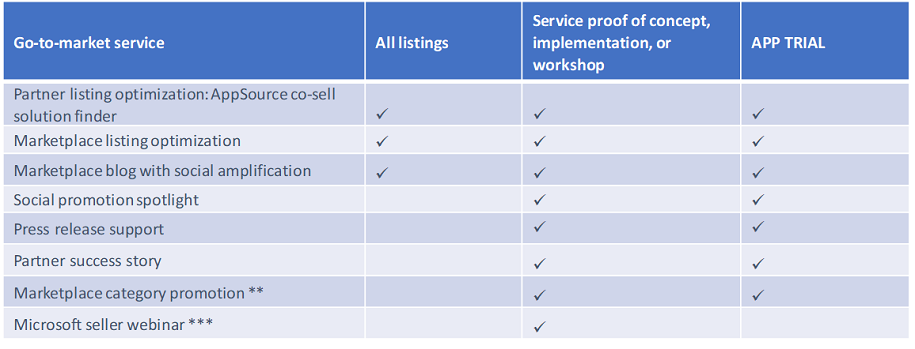 Go-to-market service
All listings
Service proof of concept,
implementation, or
workshop
APP TRIAL
Partner listing optimization: AppSource co-sell
solution finder
✓ ✓ ✓
Marketplace listing optimization ✓ ✓ ✓
Marketplace blog with social amplification ✓ ✓ ✓
Social promotion spotlight ✓ ✓
Press release support ✓ ✓
Partner success story ✓ ✓
Marketplace category promotion ** ✓ ✓
Microsoft seller webinar *** ✓